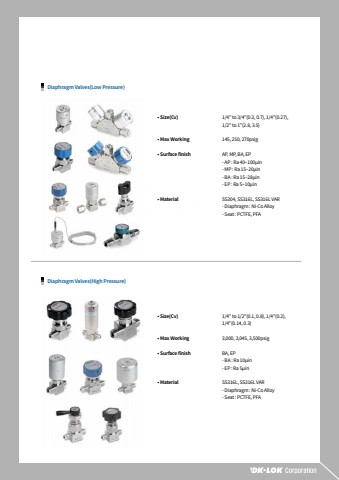 Diaphragm Valves(Low Pressure)
• Size(Cv) 1/4" to 3/4"(0.3, 0.7), 1/4"(0.27),
1/2" to 1"(2.8, 3.5)
• Max Working 145, 250, 270psig
• Surface finish AP, MP, BA, EP
- AP : Ra 40~100μin
- MP : Ra 15~20μin
- BA : Ra 15~28μin
- EP : Ra 5~10μin
• Material SS304, SS316L, SS316L VAR
- Diaphragm : Ni-Co Alloy
- Seat : PCTFE, PFA
Diaphragm Valves(High Pressure)
• Size(Cv) 1/4" to 1/2"(0.1, 0.8), 1/4"(0.2),
1/4"(0.14, 0.3)
• Max Working 3,000, 3,045, 3,500psig
• Surface finish BA, EP
- BA : Ra 10μin
- EP : Ra 5μin
• Material SS316L, SS316L VAR
- Diaphragm : Ni-Co Alloy
- Seat : PCTFE, PFA
DK-LOK Corporation